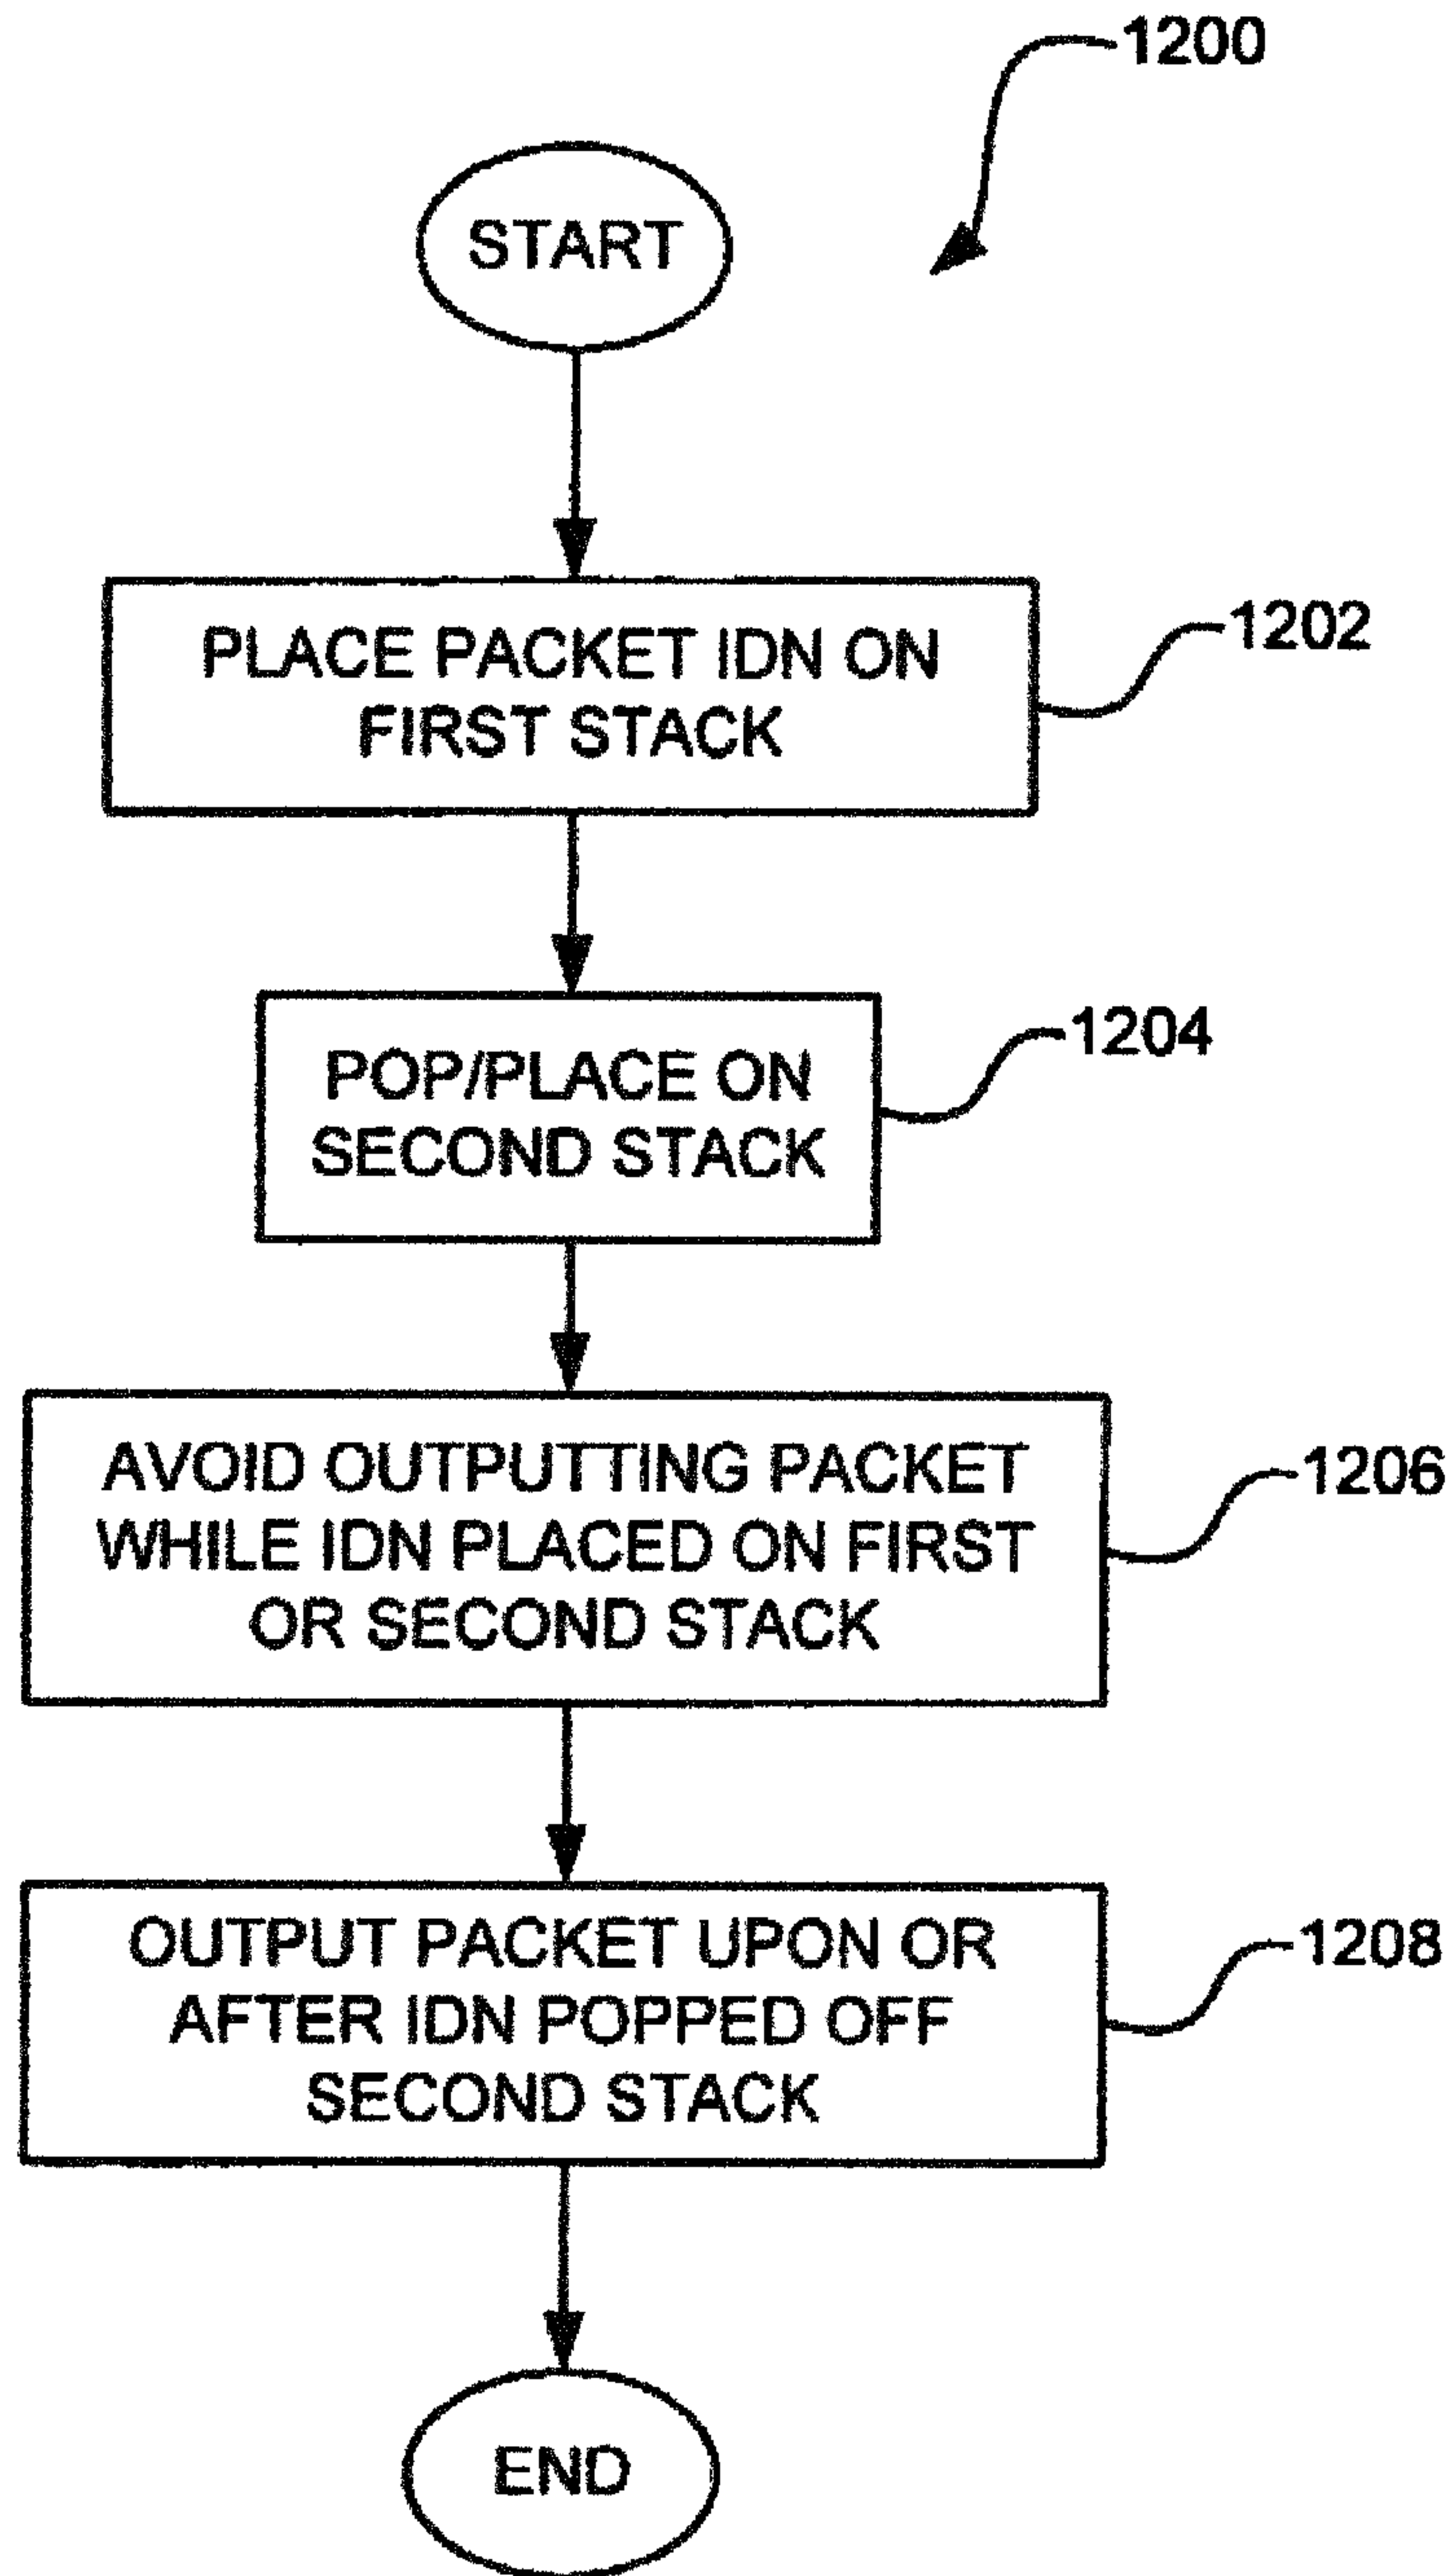 1200
START
PLACE PACKET IDN ON
FIRST STACK
1202
POP/PLACE ON
SECOND STACK
1204
AVOID OUTPUTTING PACKET
WHILE IDN PLACED ON FIRST
OR SECOND STACK
1206
OUTPUT PACKET UPON OR
AFTER IDN POPPED OFF
SECOND STACK
1208
END